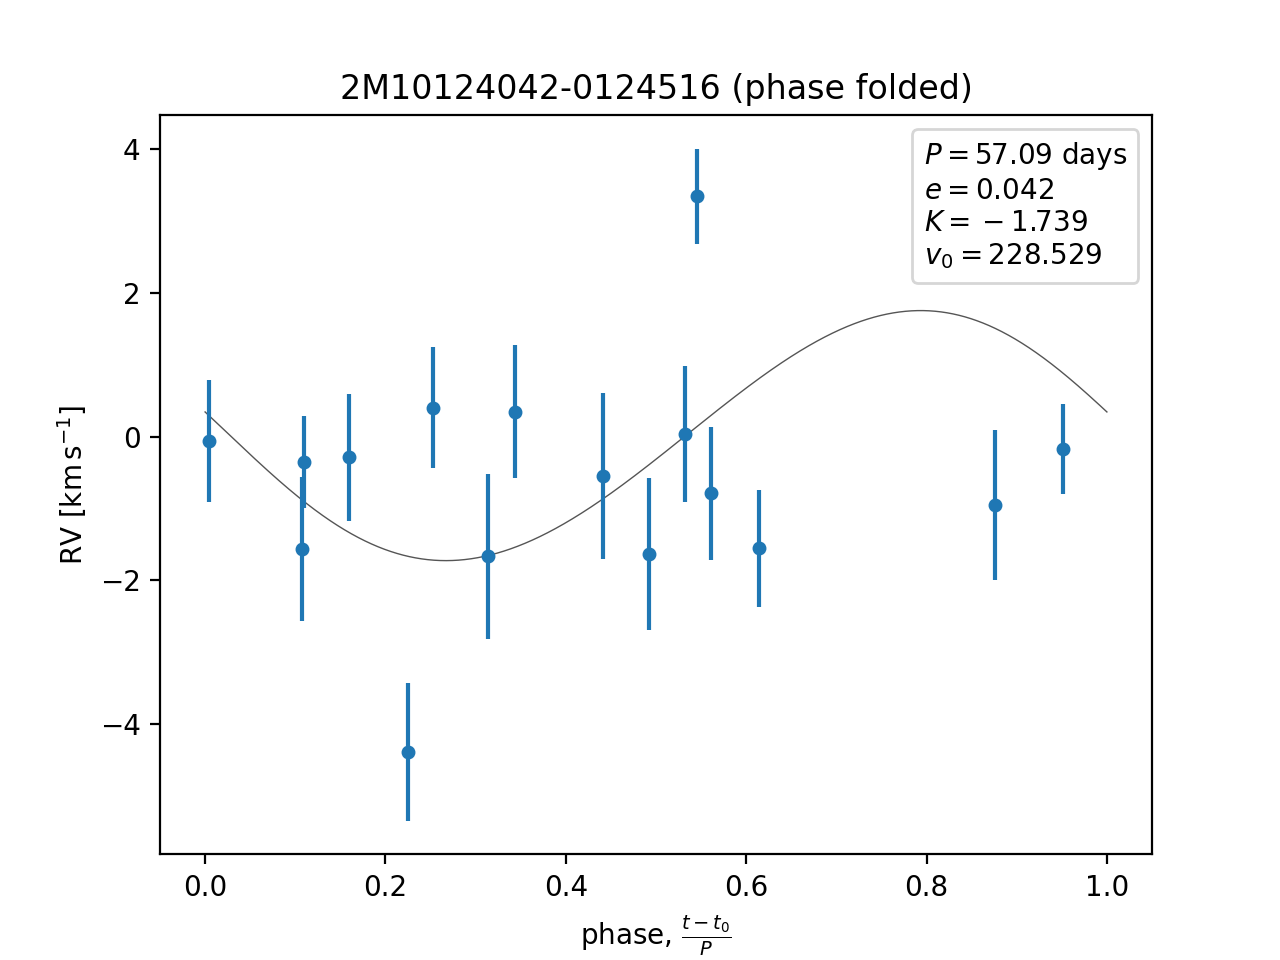 2M10124042-0124516 (phase folded)
P = 57.09 days
e = 0.042
K = − 1.739
v₀ = 228.529
RV [km s⁻¹]
4
2
0
−2
−4
0.0 0.2 0.4 0.6 0.8 1.0
phase, (t − t₀)/P